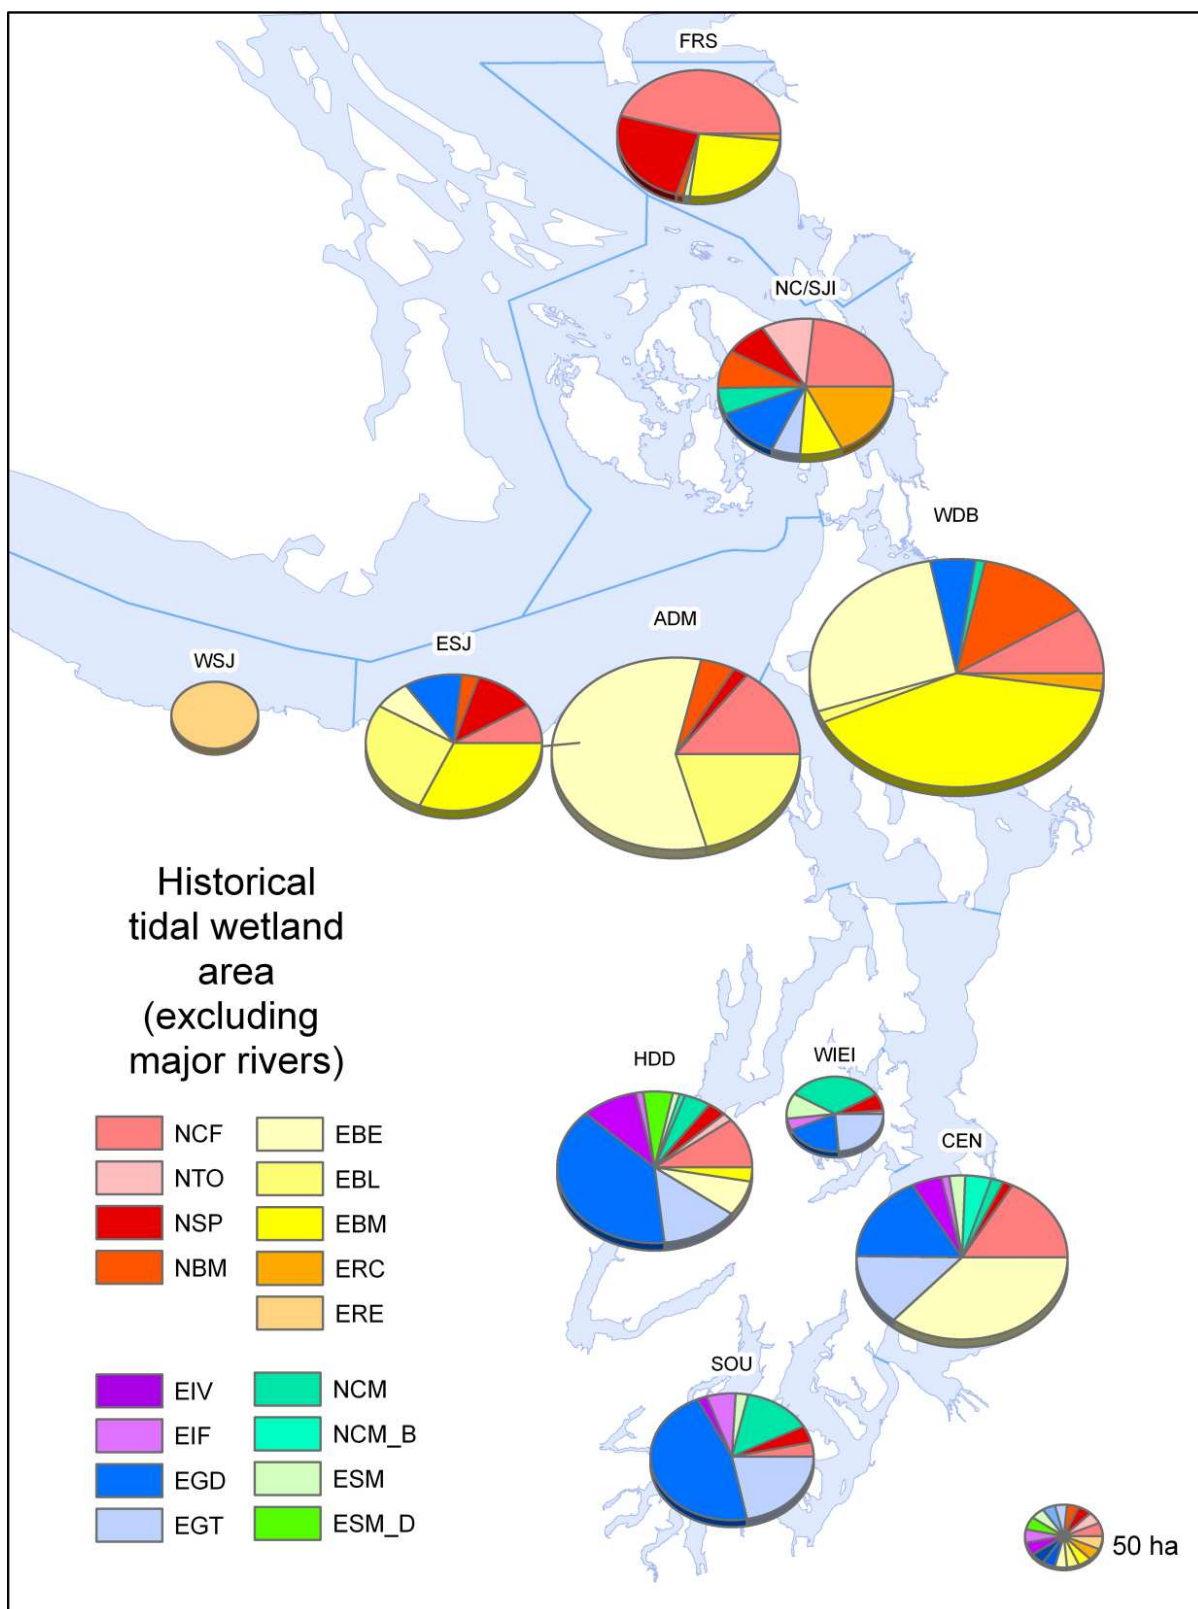 FRS
NC/SJI
WDB
ADM
ESJ
WSJ
HDD
WIEI
CEN
SOU
Historical
tidal wetland
area
(excluding
major rivers)
NCF
NTO
NSP
NBM
EBE
EBL
EBM
ERC
ERE
EIV
EIF
EGD
EGT
NCM
NCM_B
ESM
ESM_D
50 ha